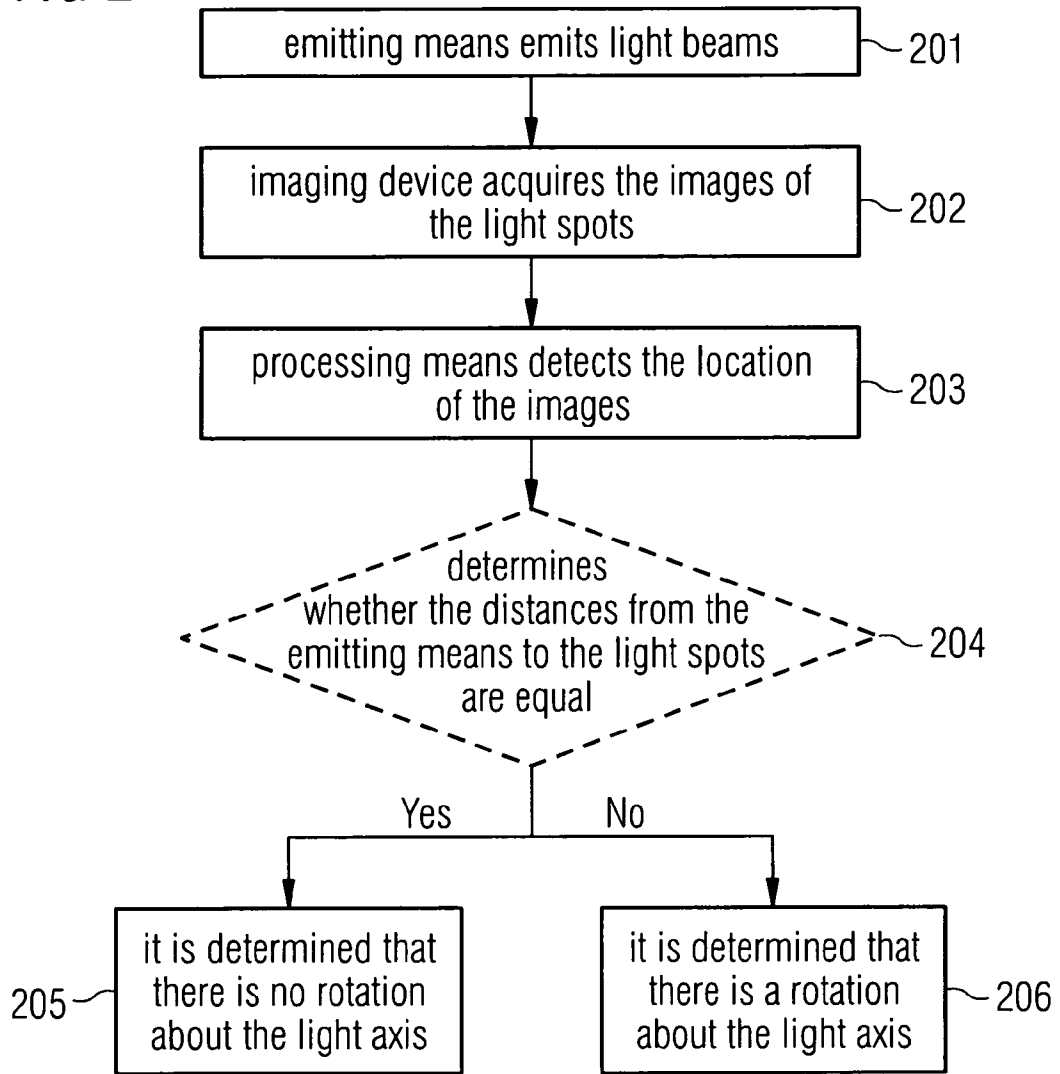 emitting means emits light beams
201
imaging device acquires the images of
the light spots
202
processing means detects the location
of the images
203
determines
whether the distances from the
emitting means to the light spots
are equal
204
Yes
No
it is determined that
there is no rotation
about the light axis
205
it is determined that
there is a rotation
about the light axis
206